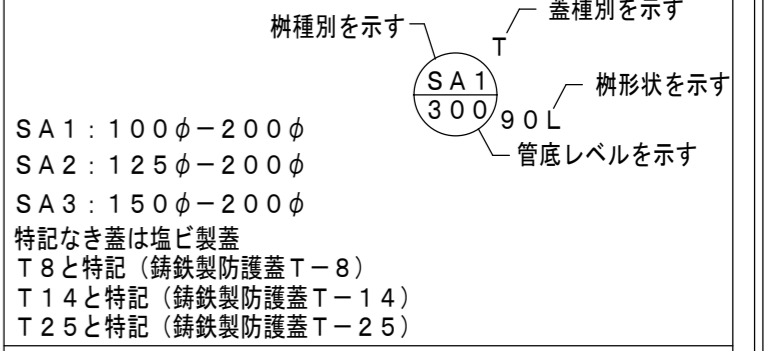 蓋種別を示す
桝種別を示す
T
SA1
300
桝形状を示す
90L
管底レベルを示す
SA1：100φ−200φ
SA2：125φ−200φ
SA3：150φ−200φ
特記なき蓋は塩ビ製蓋
T8と特記（鋳鉄製防護蓋T−8）
T14と特記（鋳鉄製防護蓋T−14）
T25と特記（鋳鉄製防護蓋T−25）